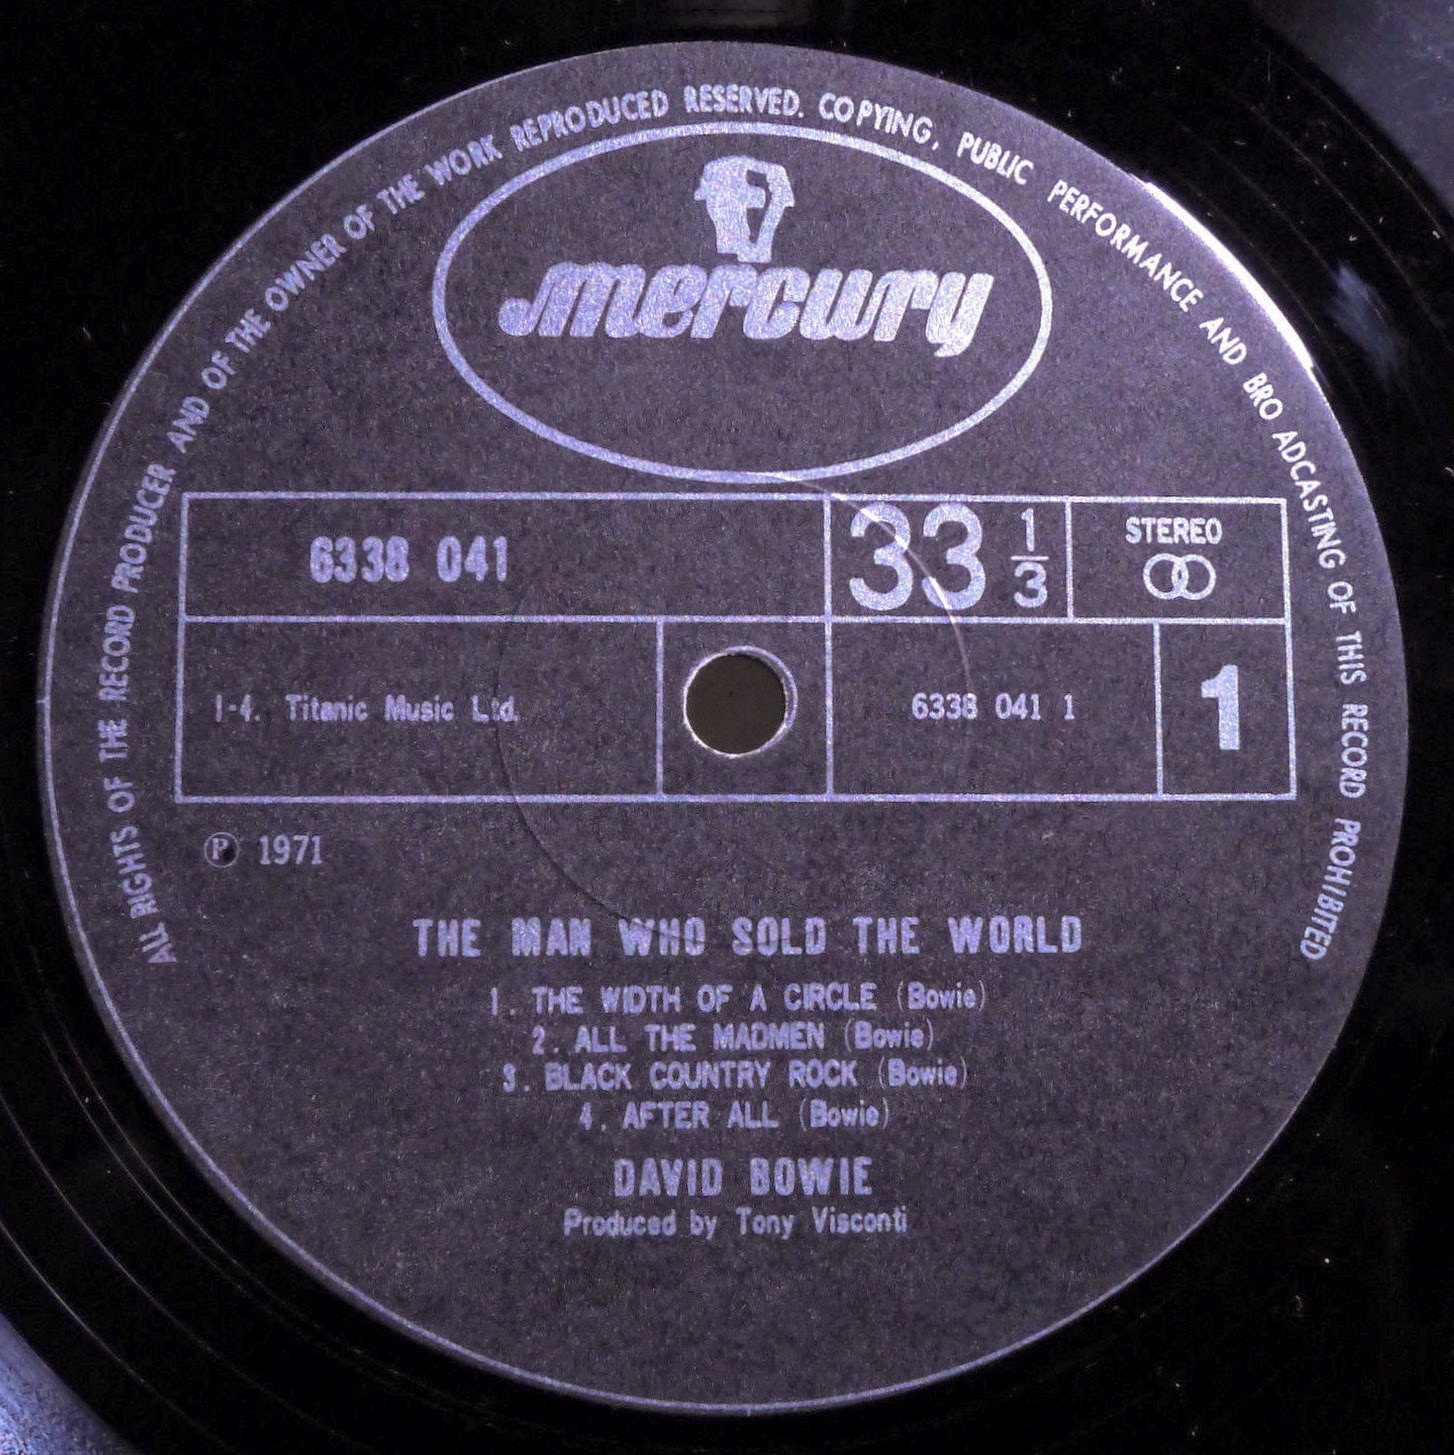 ALL RIGHTS OF THE RECORD PRODUCER AND OF THE OWNER OF THE WORK REPRODUCED RESERVED. COPYING, PUBLIC PERFORMANCE AND BRO ADCASTING OF THIS RECORD PROHIBITED
mercury
6338 041
33 1/3
STEREO
1-4. Titanic Music Ltd.
6338 041 1
1
℗ 1971
THE MAN WHO SOLD THE WORLD
1. THE WIDTH OF A CIRCLE (Bowie)
2. ALL THE MADMEN (Bowie)
3. BLACK COUNTRY ROCK (Bowie)
4. AFTER ALL (Bowie)
DAVID BOWIE
Produced by Tony Visconti